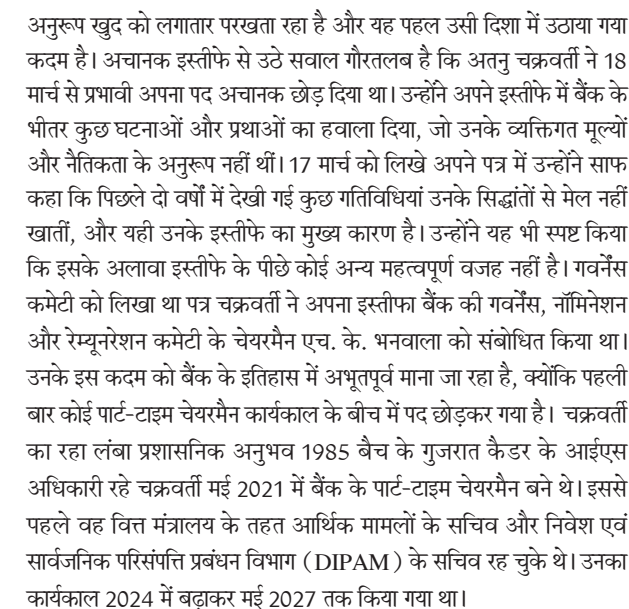 अनुरूप खुद को लगातार परखता रहा है और यह पहल उसी दिशा में उठाया गया
कदम है। अचानक इस्तीफे से उठे सवाल गौरतलब है कि अतनु चक्रवर्ती ने 18
मार्च से प्रभावी अपना पद अचानक छोड़ दिया था। उन्होंने अपने इस्तीफे में बैंक के
भीतर कुछ घटनाओं और प्रथाओं का हवाला दिया, जो उनके व्यक्तिगत मूल्यों
और नैतिकता के अनुरूप नहीं थीं। 17 मार्च को लिखे अपने पत्र में उन्होंने साफ
कहा कि पिछले दो वर्षों में देखी गई कुछ गतिविधियां उनके सिद्धांतों से मेल नहीं
खातीं, और यही उनके इस्तीफे का मुख्य कारण है। उन्होंने यह भी स्पष्ट किया
कि इसके अलावा इस्तीफे के पीछे कोई अन्य महत्वपूर्ण वजह नहीं है। गवर्नेंस
कमेटी को लिखा था पत्र चक्रवर्ती ने अपना इस्तीफा बैंक की गवर्नेंस, नॉमिनेशन
और रेम्यूनरेशन कमेटी के चेयरमैन एच. के. भनवाला को संबोधित किया था।
उनके इस कदम को बैंक के इतिहास में अभूतपूर्व माना जा रहा है, क्योंकि पहली
बार कोई पार्ट-टाइम चेयरमैन कार्यकाल के बीच में पद छोड़कर गया है। चक्रवर्ती
का रहा लंबा प्रशासनिक अनुभव 1985 बैच के गुजरात कैडर के आईएस
अधिकारी रहे चक्रवर्ती मई 2021 में बैंक के पार्ट-टाइम चेयरमैन बने थे। इससे
पहले वह वित्त मंत्रालय के तहत आर्थिक मामलों के सचिव और निवेश एवं
सार्वजनिक परिसंपत्ति प्रबंधन विभाग (DIPAM) के सचिव रह चुके थे। उनका
कार्यकाल 2024 में बढ़ाकर मई 2027 तक किया गया था।